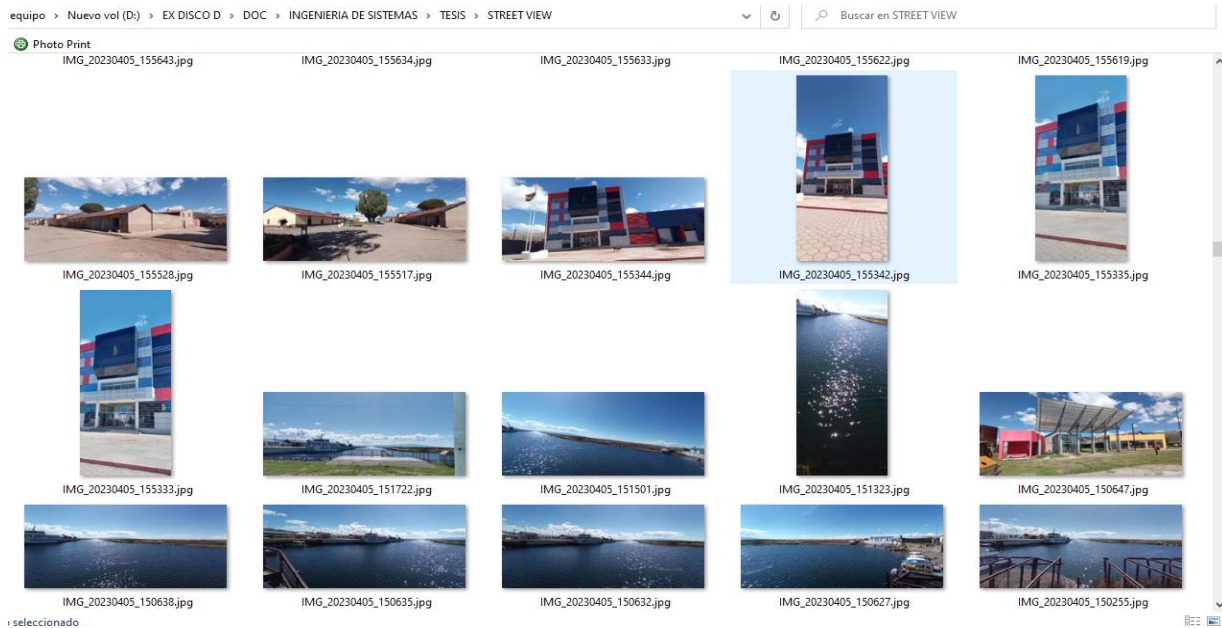 equipo > Nuevo vol (D:) > EX DISCO D > DOC > INGENIERIA DE SISTEMAS > TESIS > STREET VIEW
Buscar en STREET VIEW
Photo Print
IMG_20230405_155643.jpg IMG_20230405_155634.jpg IMG_20230405_155633.jpg IMG_20230405_155622.jpg IMG_20230405_155619.jpg
IMG_20230405_155528.jpg IMG_20230405_155517.jpg IMG_20230405_155344.jpg IMG_20230405_155342.jpg IMG_20230405_155335.jpg
IMG_20230405_155333.jpg IMG_20230405_151722.jpg IMG_20230405_151501.jpg IMG_20230405_151323.jpg IMG_20230405_150647.jpg
IMG_20230405_150638.jpg IMG_20230405_150635.jpg IMG_20230405_150632.jpg IMG_20230405_150627.jpg IMG_20230405_150255.jpg
seleccionado